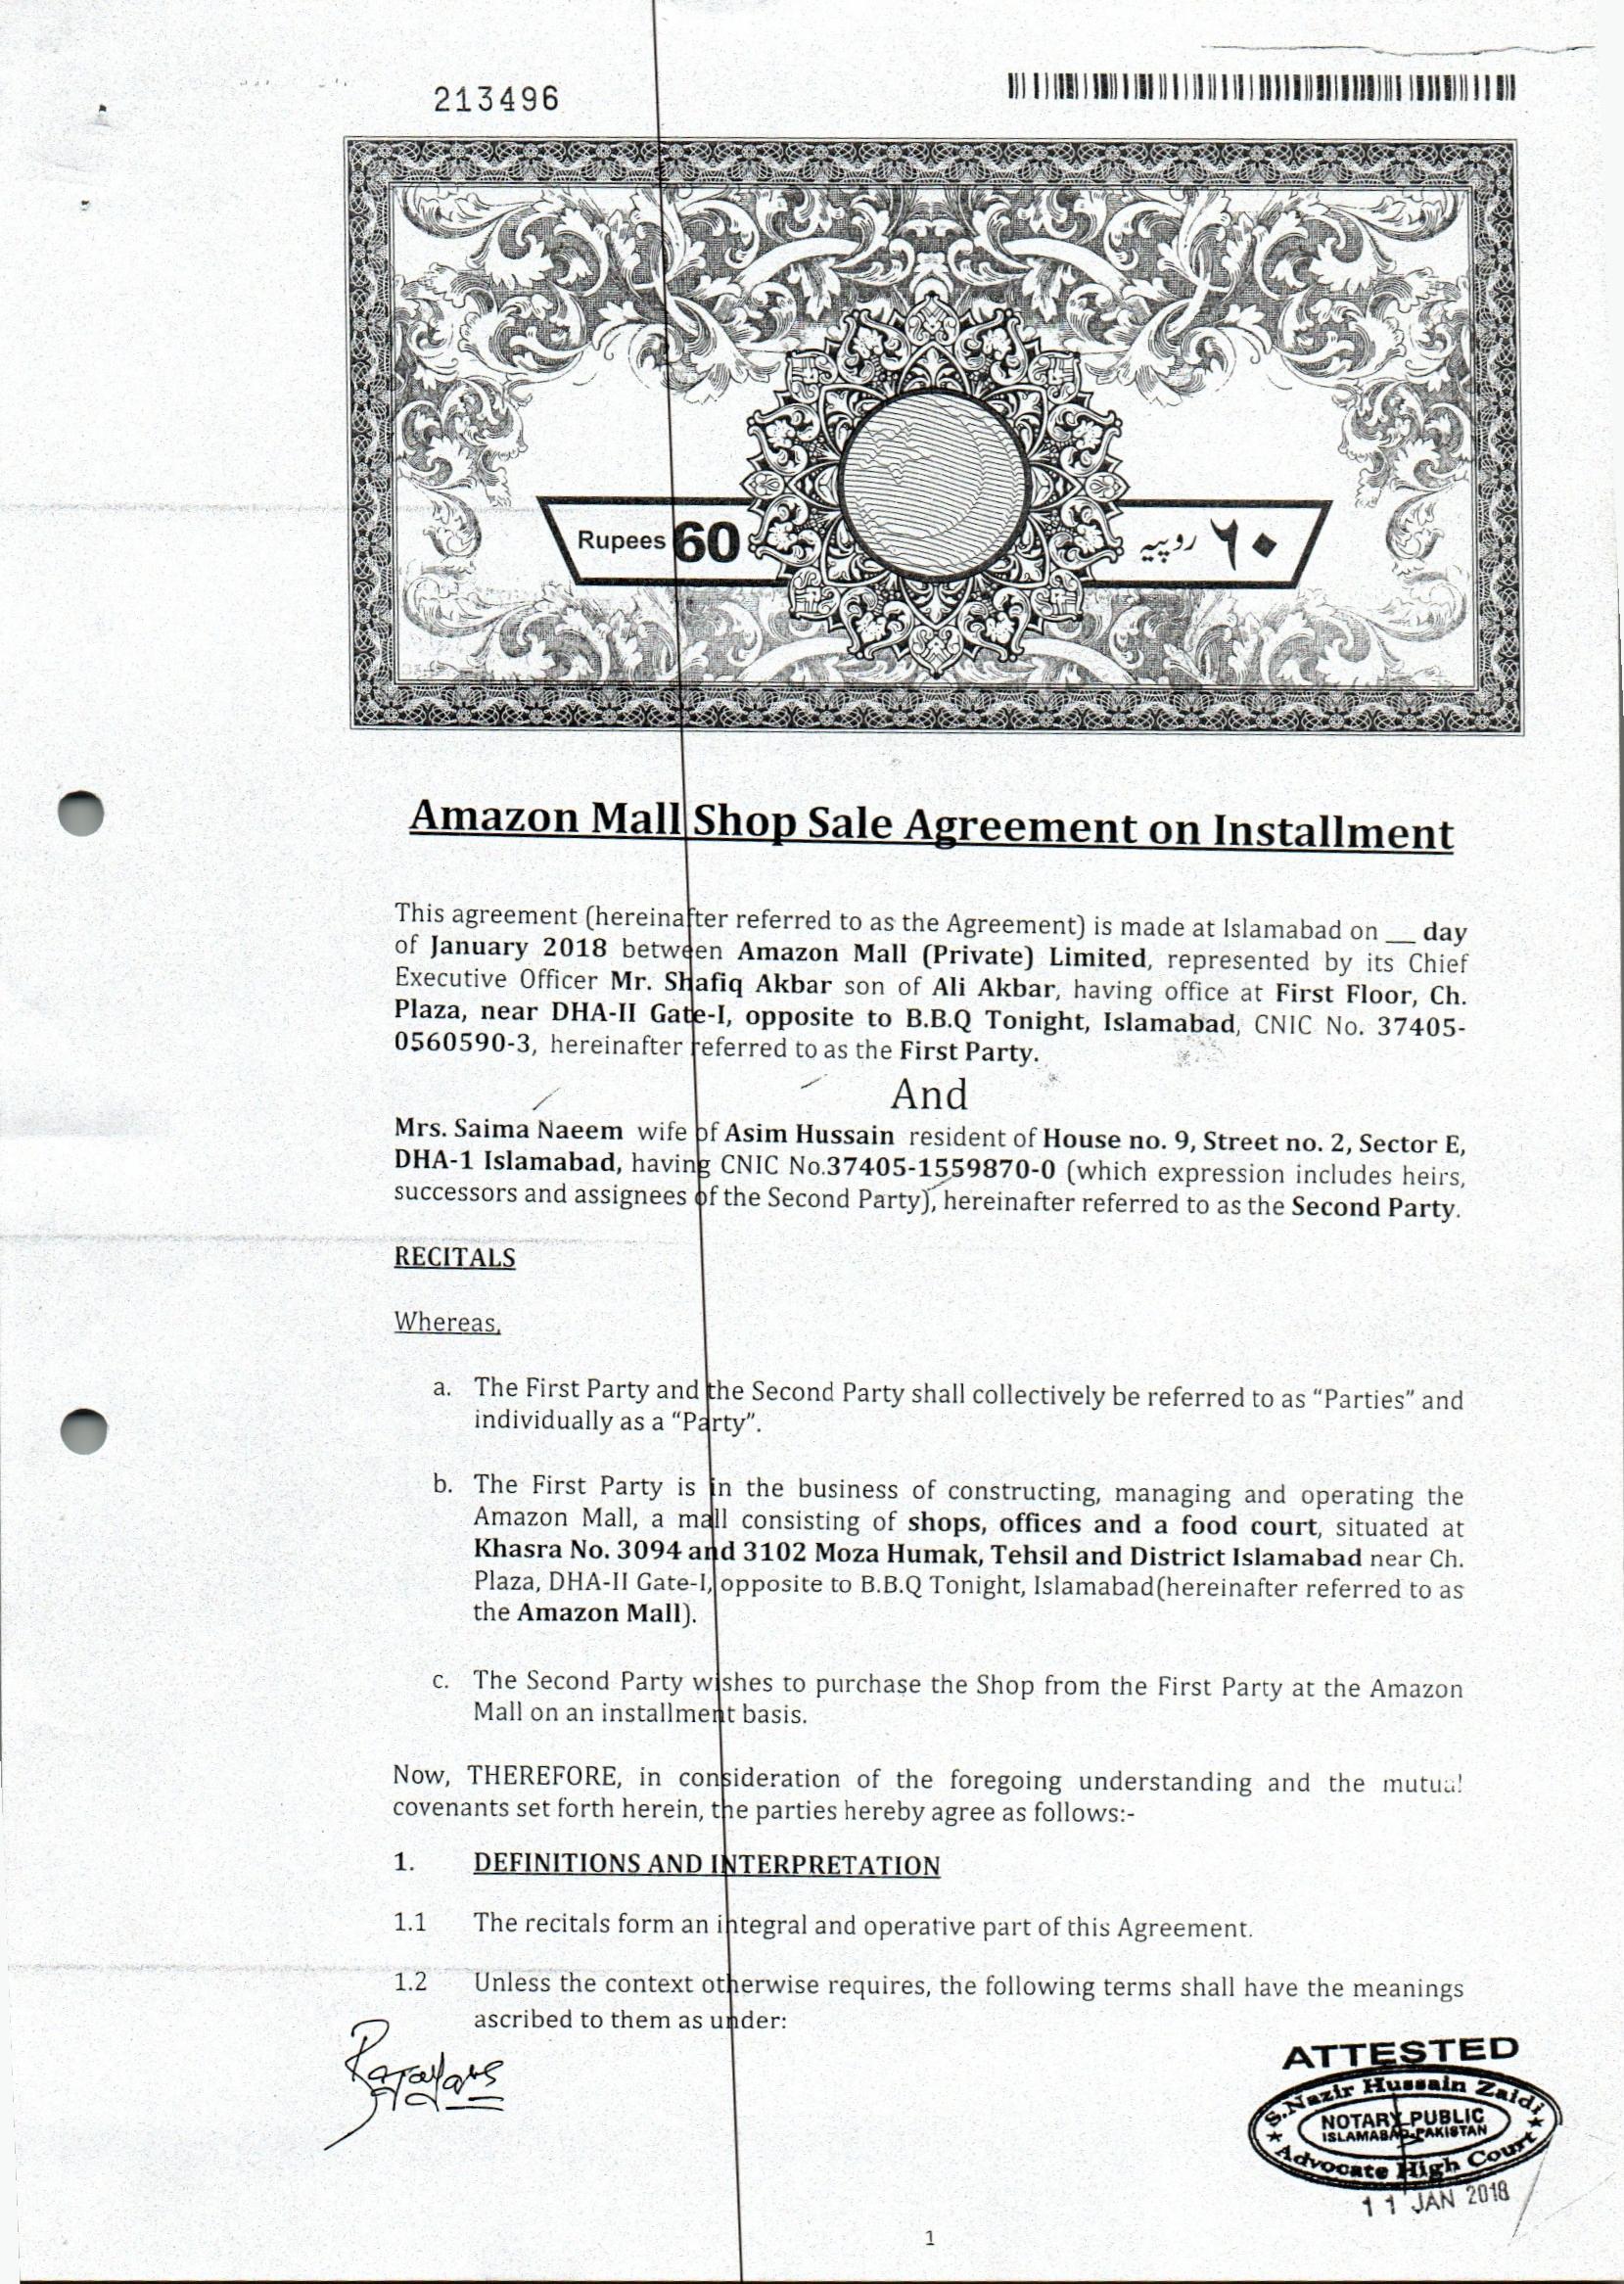 213496
Rupees 60
۶۰ روپیہ
Amazon Mall Shop Sale Agreement on Installment
This agreement (hereinafter referred to as the Agreement) is made at Islamabad on __ day
of January 2018 between Amazon Mall (Private) Limited, represented by its Chief
Executive Officer Mr. Shafiq Akbar son of Ali Akbar, having office at First Floor, Ch.
Plaza, near DHA-II Gate-I, opposite to B.B.Q Tonight, Islamabad, CNIC No. 37405-
0560590-3, hereinafter referred to as the First Party.
And
Mrs. Saima Naeem wife of Asim Hussain resident of House no. 9, Street no. 2, Sector E,
DHA-1 Islamabad, having CNIC No.37405-1559870-0 (which expression includes heirs,
successors and assignees of the Second Party), hereinafter referred to as the Second Party.
RECITALS
Whereas,
a. The First Party and the Second Party shall collectively be referred to as “Parties” and
individually as a “Party”.
b. The First Party is in the business of constructing, managing and operating the
Amazon Mall, a mall consisting of shops, offices and a food court, situated at
Khasra No. 3094 and 3102 Moza Humak, Tehsil and District Islamabad near Ch.
Plaza, DHA-II Gate-I, opposite to B.B.Q Tonight, Islamabad(hereinafter referred to as
the Amazon Mall).
c. The Second Party wishes to purchase the Shop from the First Party at the Amazon
Mall on an installment basis.
Now, THEREFORE, in consideration of the foregoing understanding and the mutual
covenants set forth herein, the parties hereby agree as follows:-
1. DEFINITIONS AND INTERPRETATION
1.1 The recitals form an integral and operative part of this Agreement.
1.2 Unless the context otherwise requires, the following terms shall have the meanings
ascribed to them as under:
ATTESTED
S.Nazir Hussain Zaidi
NOTARY PUBLIC
ISLAMABAD-PAKISTAN
Advocate High Court
11 JAN 2018
1